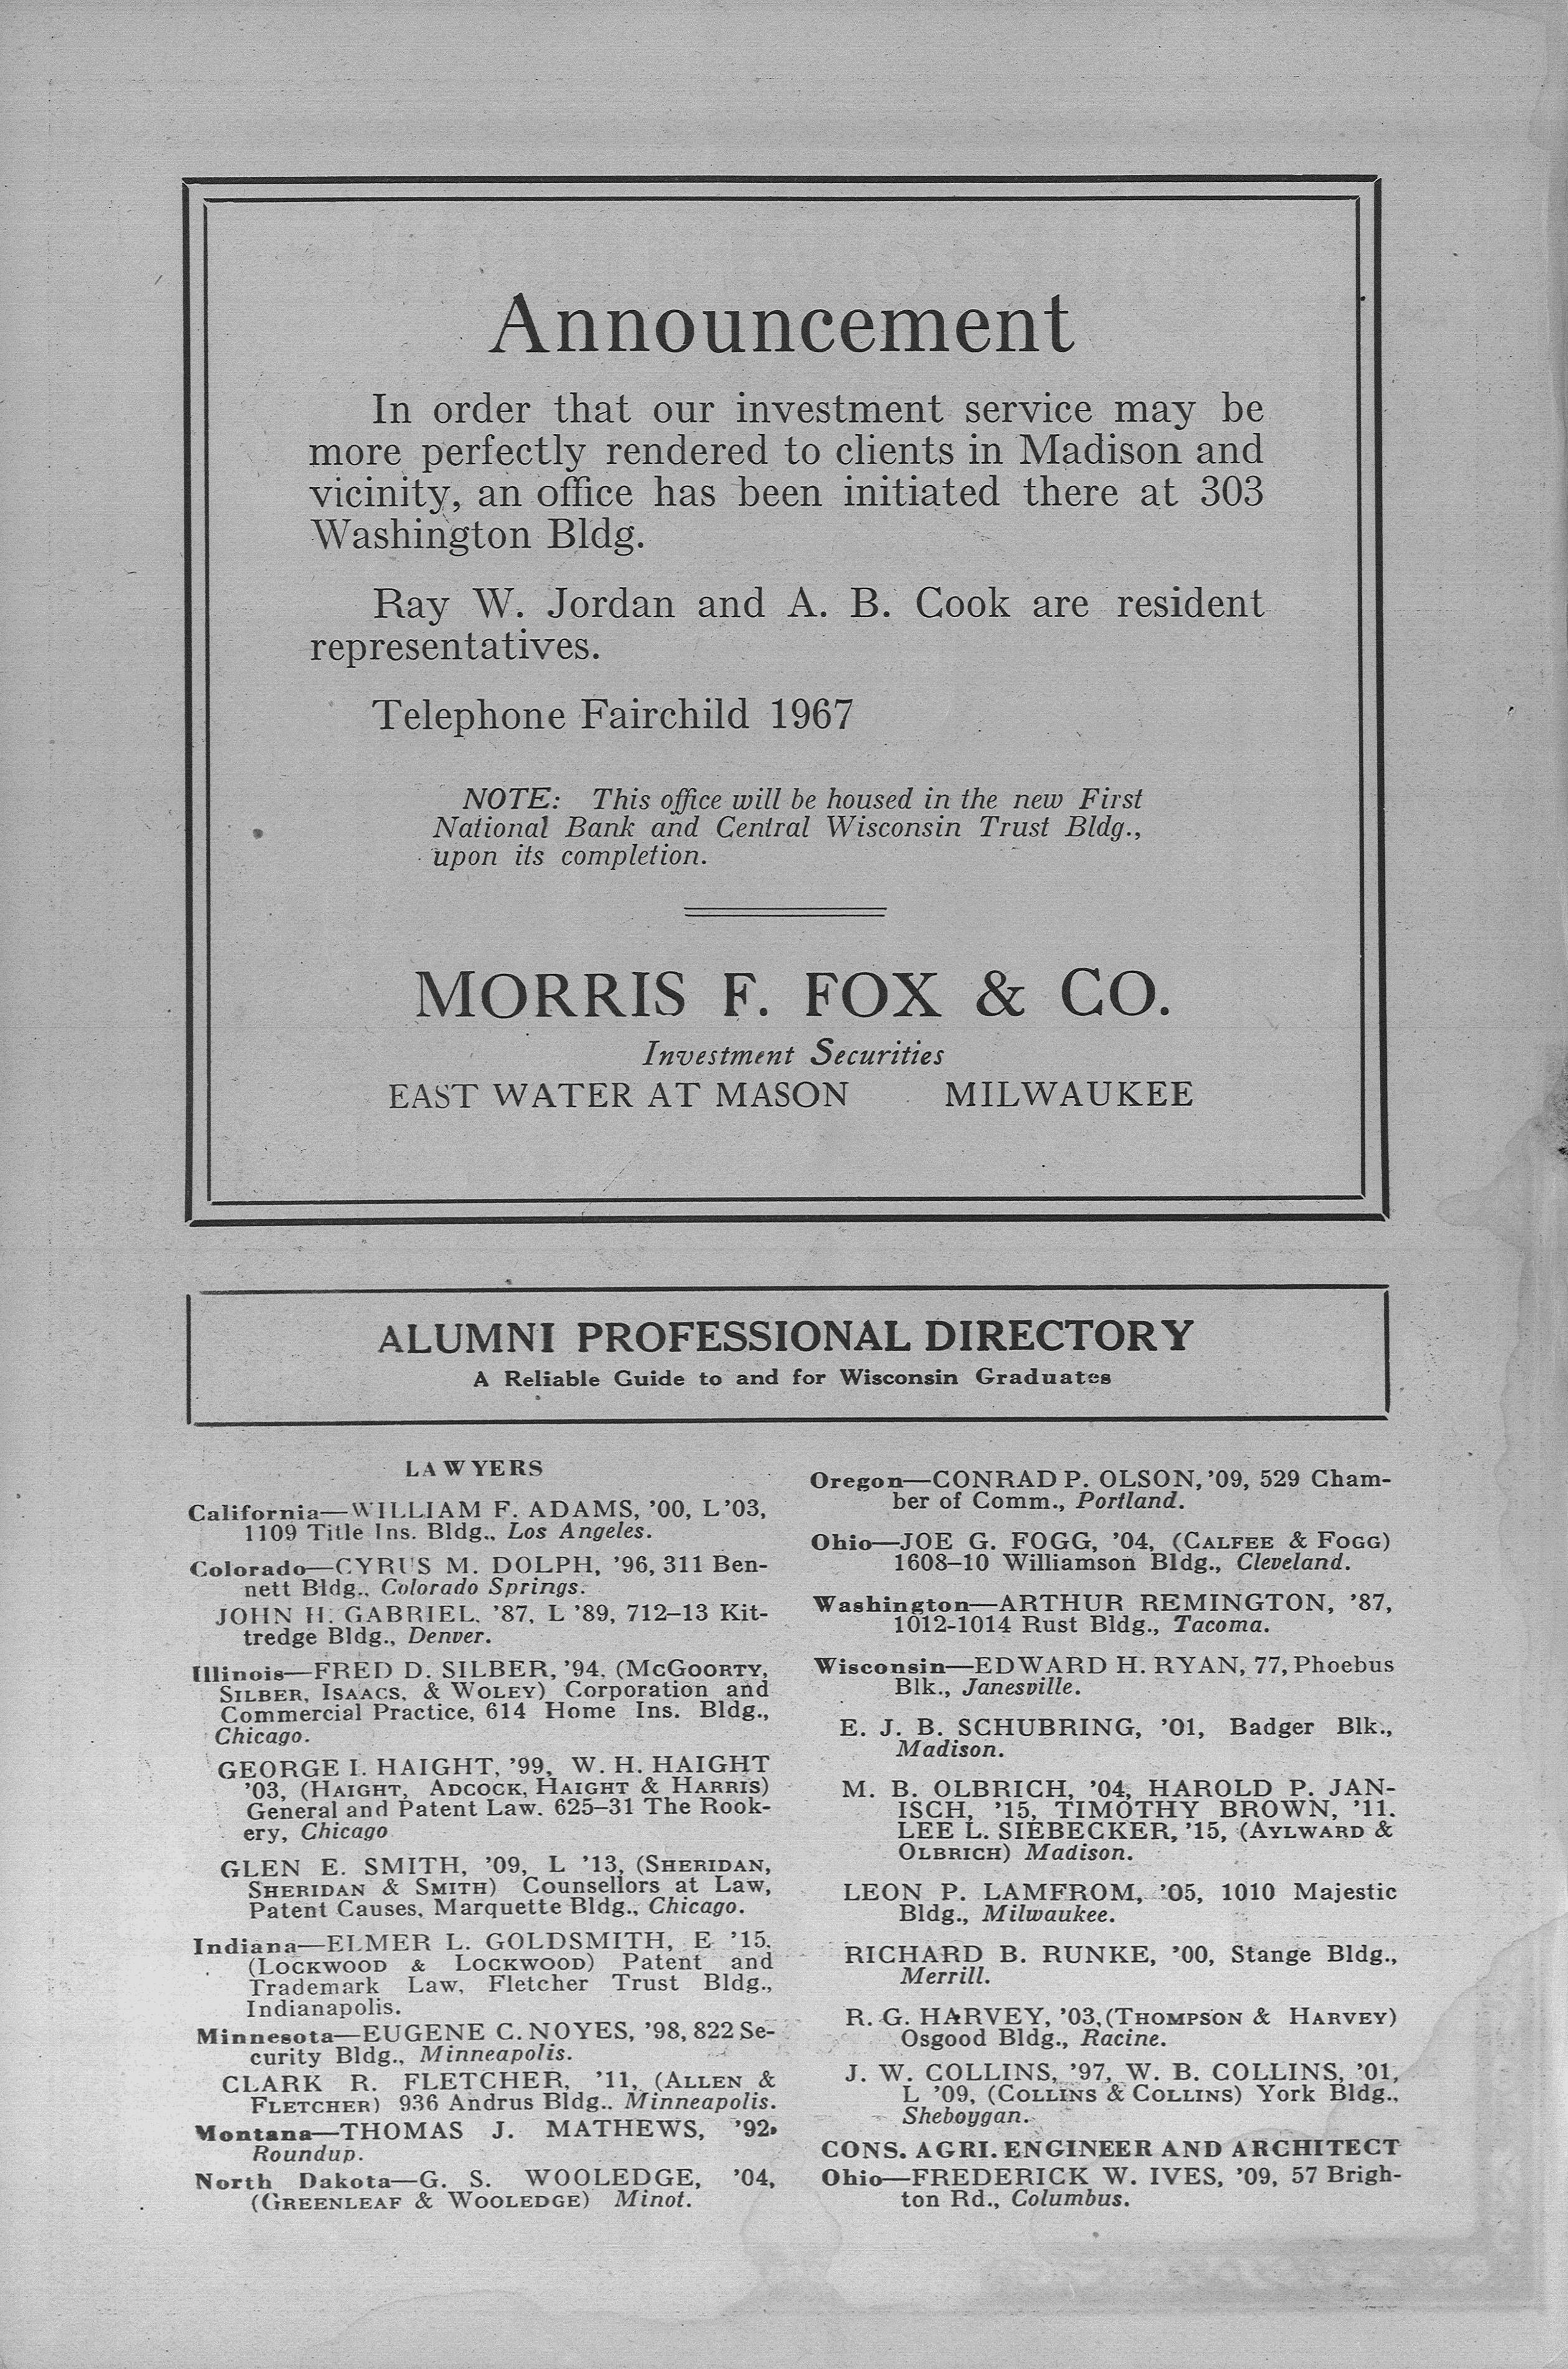 Announcement
In order that our investment service may be
more perfectly rendered to clients in Madison and
vicinity, an office has been initiated there at 303
Washington Bldg.
Ray W. Jordan and A. B. Cook are resident
representatives.
Telephone Fairchild 1967
NOTE: This office will be housed in the new First
National Bank and Central Wisconsin Trust Bldg.,
upon its completion.
MORRIS F. FOX & CO.
Investment Securities
EAST WATER AT MASON MILWAUKEE
ALUMNI PROFESSIONAL DIRECTORY
A Reliable Guide to and for Wisconsin Graduates
LAWYERS
California—WILLIAM F. ADAMS, '00, L '03,
1109 Title Ins. Bldg., Los Angeles.
Colorado—CYRUS M. DOLPH, '96, 311 Ben-
nett Bldg., Colorado Springs.
JOHN H. GABRIEL, '87, L '89, 712–13 Kit-
tredge Bldg., Denver.
Illinois—FRED D. SILBER, '94, (McGOORTY,
SILBER, ISAACS, & WOLEY) Corporation and
Commercial Practice, 614 Home Ins. Bldg.,
Chicago.
GEORGE I. HAIGHT, '99, W. H. HAIGHT
'03, (HAIGHT, ADCOCK, HAIGHT & HARRIS)
General and Patent Law. 625–31 The Rook-
ery, Chicago
GLEN E. SMITH, '09, L '13, (SHERIDAN,
SHERIDAN & SMITH) Counsellors at Law,
Patent Causes, Marquette Bldg., Chicago.
Indiana—ELMER L. GOLDSMITH, E '15,
(LOCKWOOD & LOCKWOOD) Patent and
Trademark Law, Fletcher Trust Bldg.,
Indianapolis.
Minnesota—EUGENE C. NOYES, '98, 822 Se-
curity Bldg., Minneapolis.
CLARK R. FLETCHER, '11, (ALLEN &
FLETCHER) 936 Andrus Bldg., Minneapolis.
Montana—THOMAS J. MATHEWS, '92,
Roundup.
North Dakota—G. S. WOOLEDGE, '04,
(GREENLEAF & WOOLEDGE) Minot.
Oregon—CONRAD P. OLSON, '09, 529 Cham-
ber of Comm., Portland.
Ohio—JOE G. FOGG, '04, (CALFEE & FOGG)
1608–10 Williamson Bldg., Cleveland.
Washington—ARTHUR REMINGTON, '87,
1012-1014 Rust Bldg., Tacoma.
Wisconsin—EDWARD H. RYAN, 77, Phoebus
Blk., Janesville.
E. J. B. SCHUBRING, '01, Badger Blk.,
Madison.
M. B. OLBRICH, '04, HAROLD P. JAN-
ISCH, '15, TIMOTHY BROWN, '11.
LEE L. SIEBECKER, '15, (AYLWARD &
OLBRICH) Madison.
LEON P. LAMFROM, '05, 1010 Majestic
Bldg., Milwaukee.
RICHARD B. RUNKE, '00, Stange Bldg.,
Merrill.
R. G. HARVEY, '03, (THOMPSON & HARVEY)
Osgood Bldg., Racine.
J. W. COLLINS, '97, W. B. COLLINS, '01,
L '09, (COLLINS & COLLINS) York Bldg.,
Sheboygan.
CONS. AGRI. ENGINEER AND ARCHITECT
Ohio—FREDERICK W. IVES, '09, 57 Brigh-
ton Rd., Columbus.